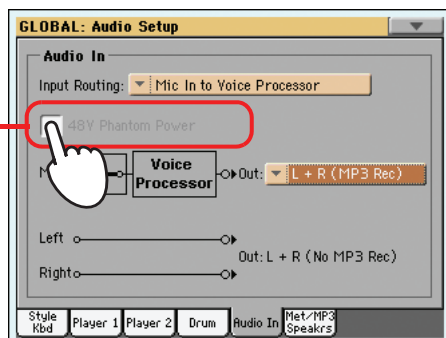 GLOBAL: Audio Setup
Audio In
Input Routing: Mic In to Voice Processor
48V Phantom Power
Voice
Processor
Out: L + R (MP3 Rec)
Left
Out: L + R (No MP3 Rec)
Right
Style Kbd
Player 1
Player 2
Drum
Audio In
Met/MP3 Speakrs